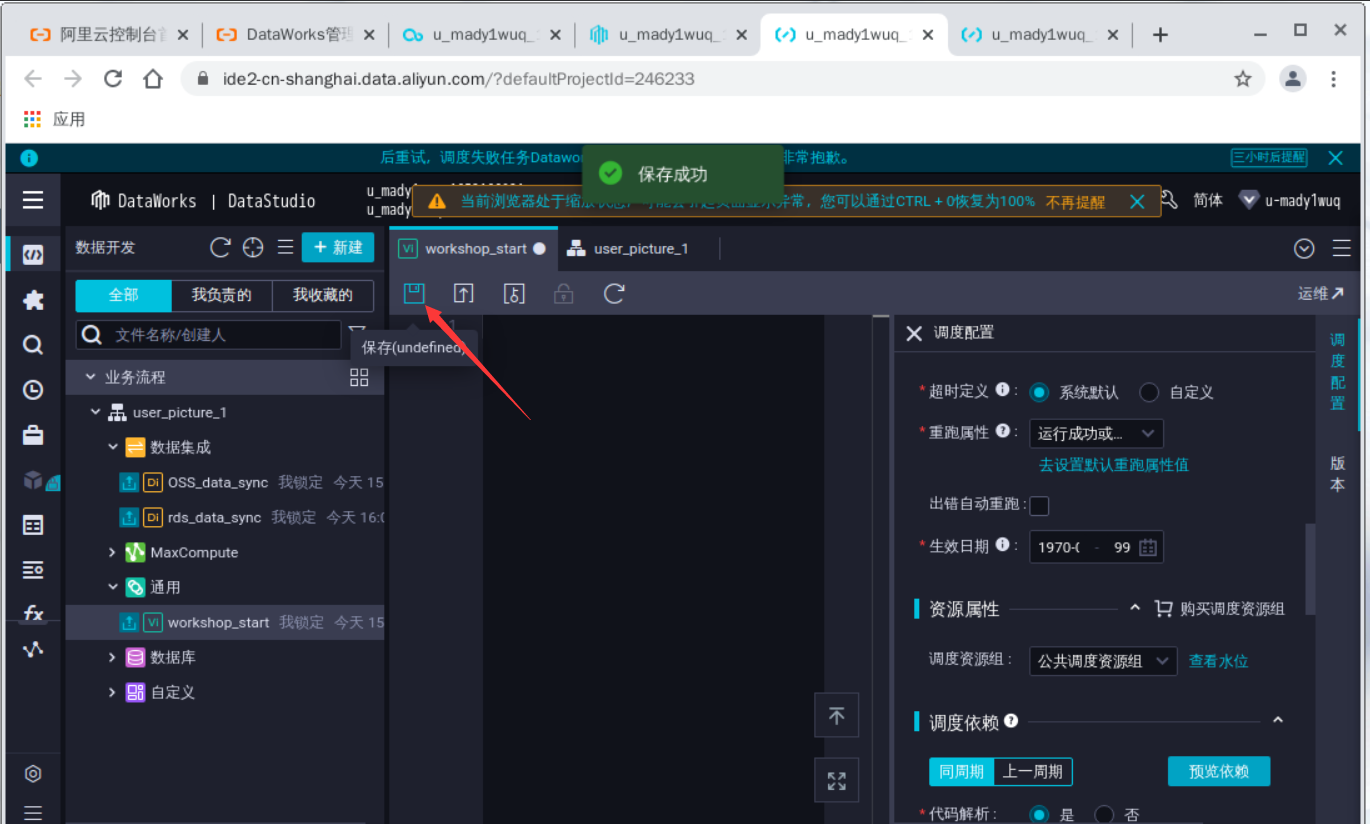 阿里云控制台首
DataWorks管理
u_mady1wuq_
u_mady1wuq_
u_mady1wuq_
u_mady1wuq_
ide2-cn-shanghai.data.aliyun.com/?defaultProjectId=246233
应用
后重试，调度失败任务Datawo
非常抱歉。
三小时后提醒
保存成功
DataWorks | DataStudio
u_mady
u_mady
当前浏览器处于缩
您可以通过CTRL + 0恢复为100%
不再提醒
简体
u-mady1wuq
数据开发
+ 新建
Vi workshop_start
user_picture_1
全部
我负责的
我收藏的
运维
1
文件名称/创建人
保存(undefined)
调度配置
调度配置
版本
业务流程
user_picture_1
数据集成
Di OSS_data_sync 我锁定 今天 15
Di rds_data_sync 我锁定 今天 16:0
MaxCompute
通用
Vi workshop_start 我锁定 今天 15
数据库
自定义
fx
*超时定义 : 系统默认 自定义
*重跑属性 : 运行成功或...
去设置默认重跑属性值
出错自动重跑 :
*生效日期 : 1970-0 - 99
资源属性
购买调度资源组
调度资源组 : 公共调度资源组 查看水位
调度依赖
同周期 上一周期
预览依赖
*代码解析 : 是 否